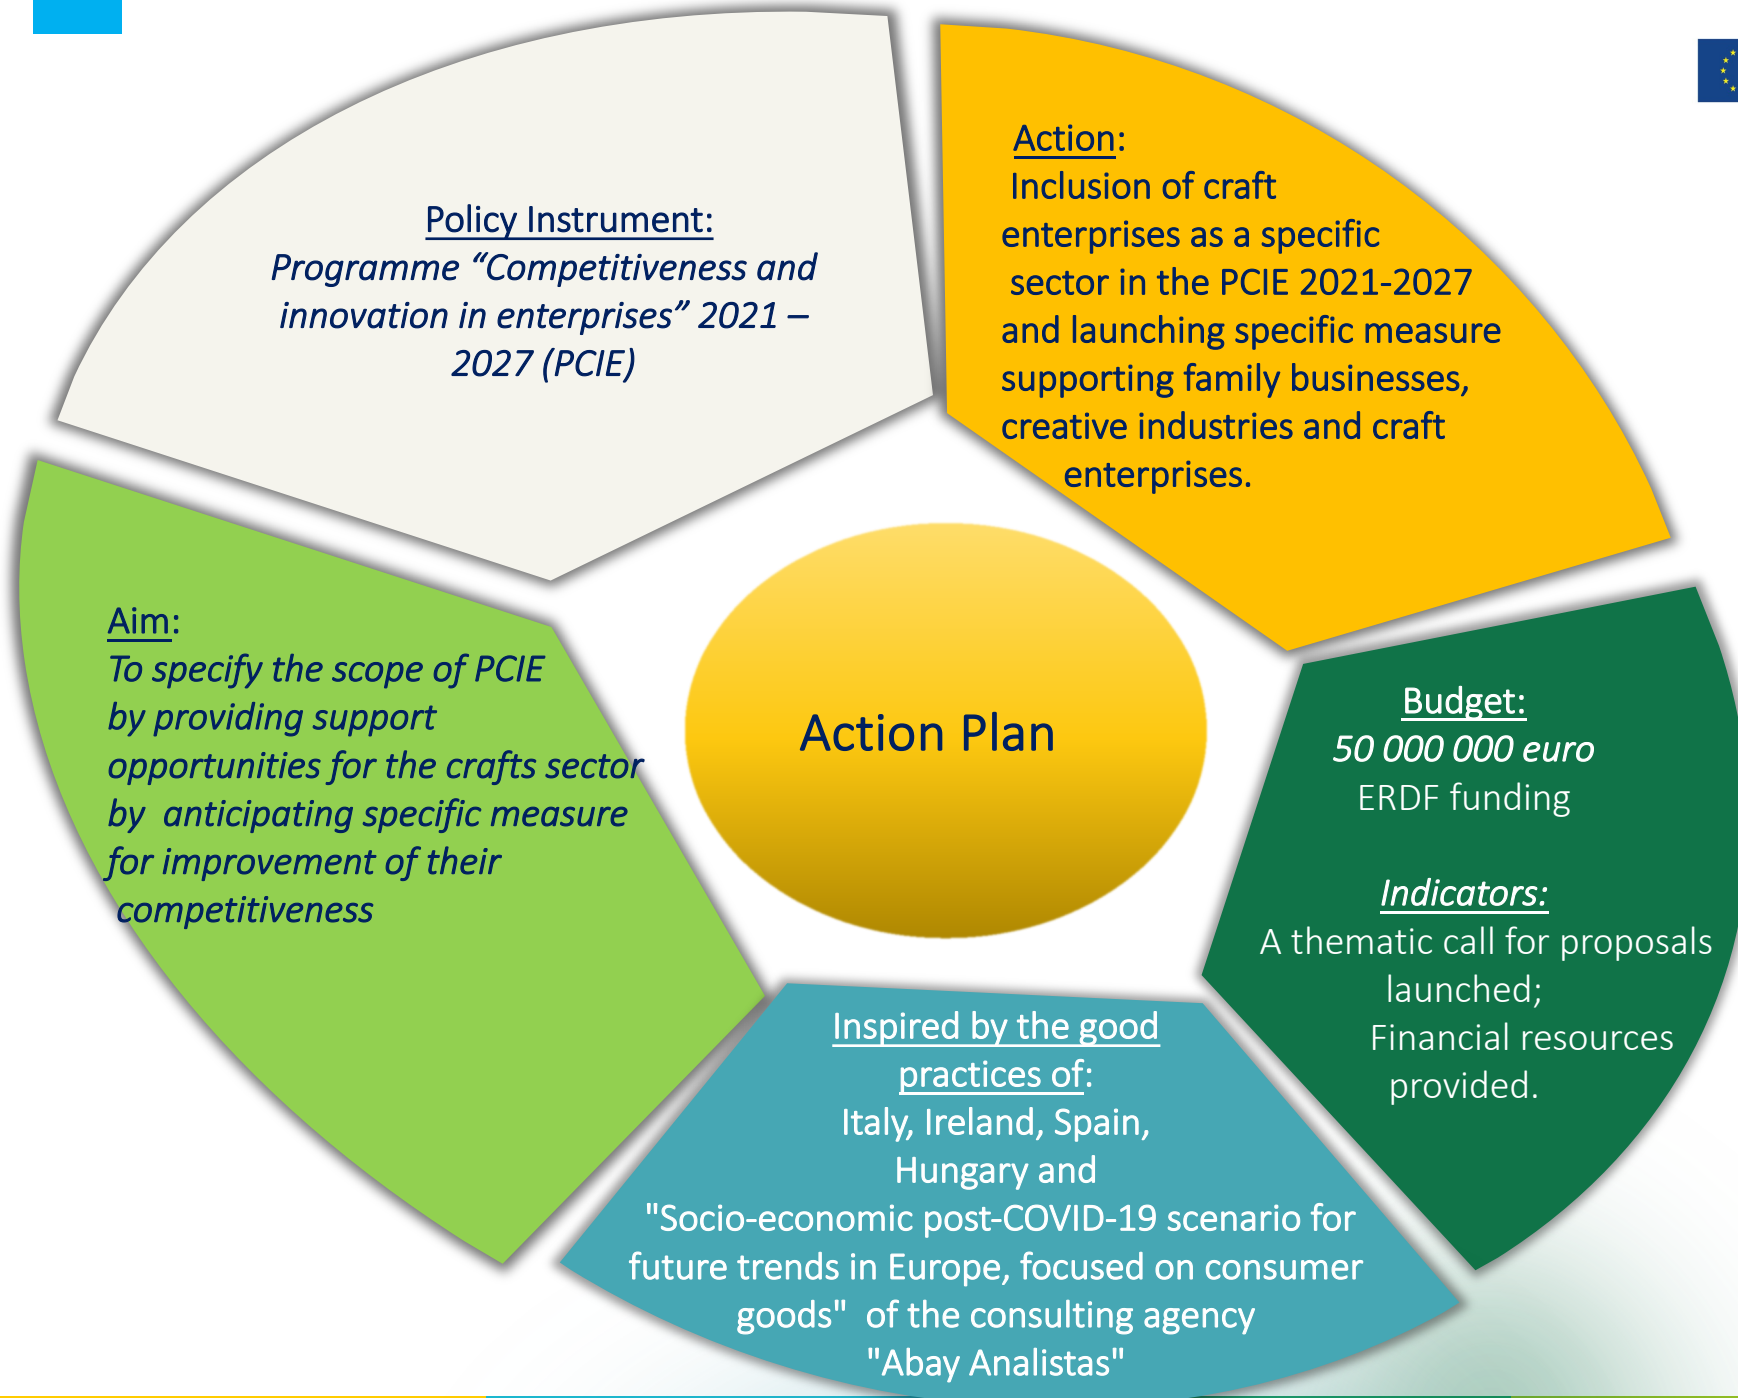 Policy Instrument:
Programme “Competitiveness and
innovation in enterprises” 2021 –
2027 (PCIE)
Action:
Inclusion of craft
enterprises as a specific
sector in the PCIE 2021-2027
and launching specific measure
supporting family businesses,
creative industries and craft
enterprises.
Aim:
To specify the scope of PCIE
by providing support
opportunities for the crafts sector
by anticipating specific measure
for improvement of their
competitiveness
Action Plan
Budget:
50 000 000 euro
ERDF funding
Indicators:
A thematic call for proposals
launched;
Financial resources
provided.
Inspired by the good
practices of:
Italy, Ireland, Spain,
Hungary and
"Socio-economic post-COVID-19 scenario for
future trends in Europe, focused on consumer
goods" of the consulting agency
"Abay Analistas"